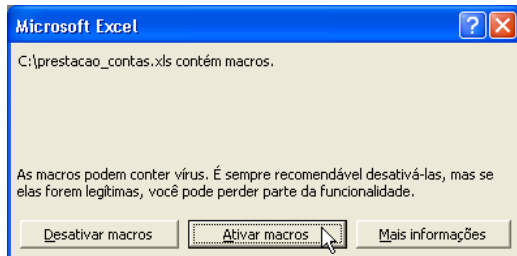 Microsoft Excel
C:\prestacao_contas.xls contém macros.
As macros podem conter vírus. É sempre recomendável desativá-las, mas se
elas forem legítimas, você pode perder parte da funcionalidade.
Desativar macros Ativar macros Mais informações